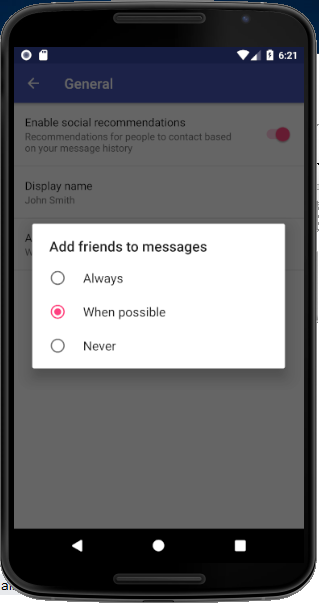 6:21
General
Enable social recommendations
Recommendations for people to contact based
on your message history
Display name
John Smith
Add friends to messages
Always
When possible
Never